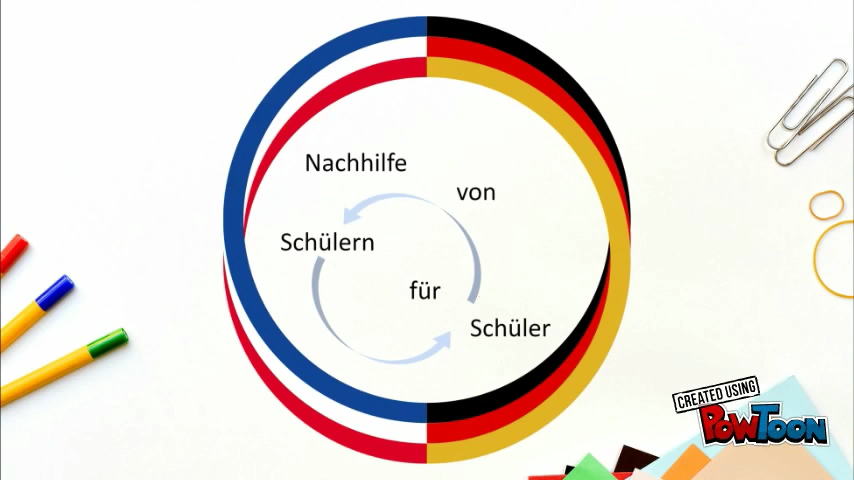 Nachhilfe
von
Schülern
für
Schüler
CREATED USING
POWTOON